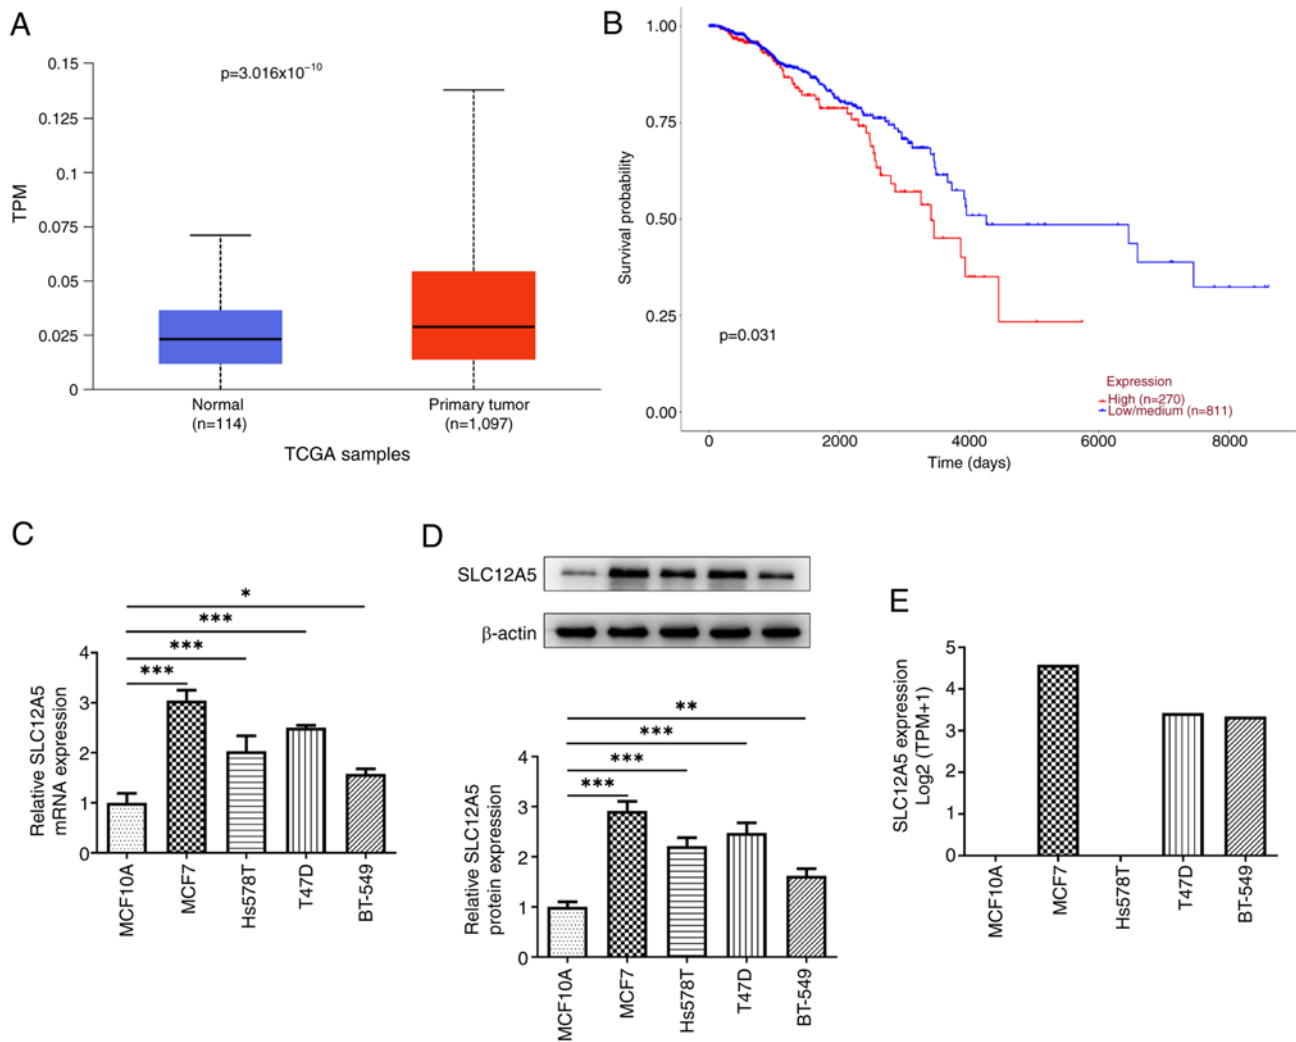 A
p=3.016x10⁻¹⁰
TPM
0.15
0.125
0.1
0.075
0.05
0.025
0
Normal
(n=114)
Primary tumor
(n=1,097)
TCGA samples
B
Survival probability
1.00
0.75
0.50
0.25
0.00
p=0.031
Expression
High (n=270)
Low/medium (n=811)
0
2000
4000
6000
8000
Time (days)
C
Relative SLC12A5
mRNA expression
4
3
2
1
0
*
***
***
***
MCF10A
MCF7
Hs578T
T47D
BT-549
D
SLC12A5
β-actin
Relative SLC12A5
protein expression
4
3
2
1
0
**
***
***
***
MCF10A
MCF7
Hs578T
T47D
BT-549
E
SLC12A5 expression
Log2 (TPM+1)
5
4
3
2
1
0
MCF10A
MCF7
Hs578T
T47D
BT-549